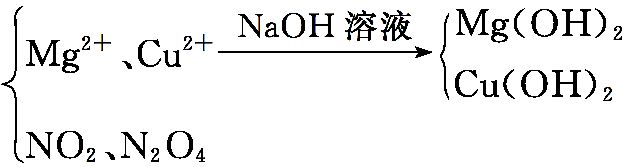 Mg²⁺、Cu²⁺ NaOH 溶液 Mg(OH)₂
Cu(OH)₂
NO₂、N₂O₄